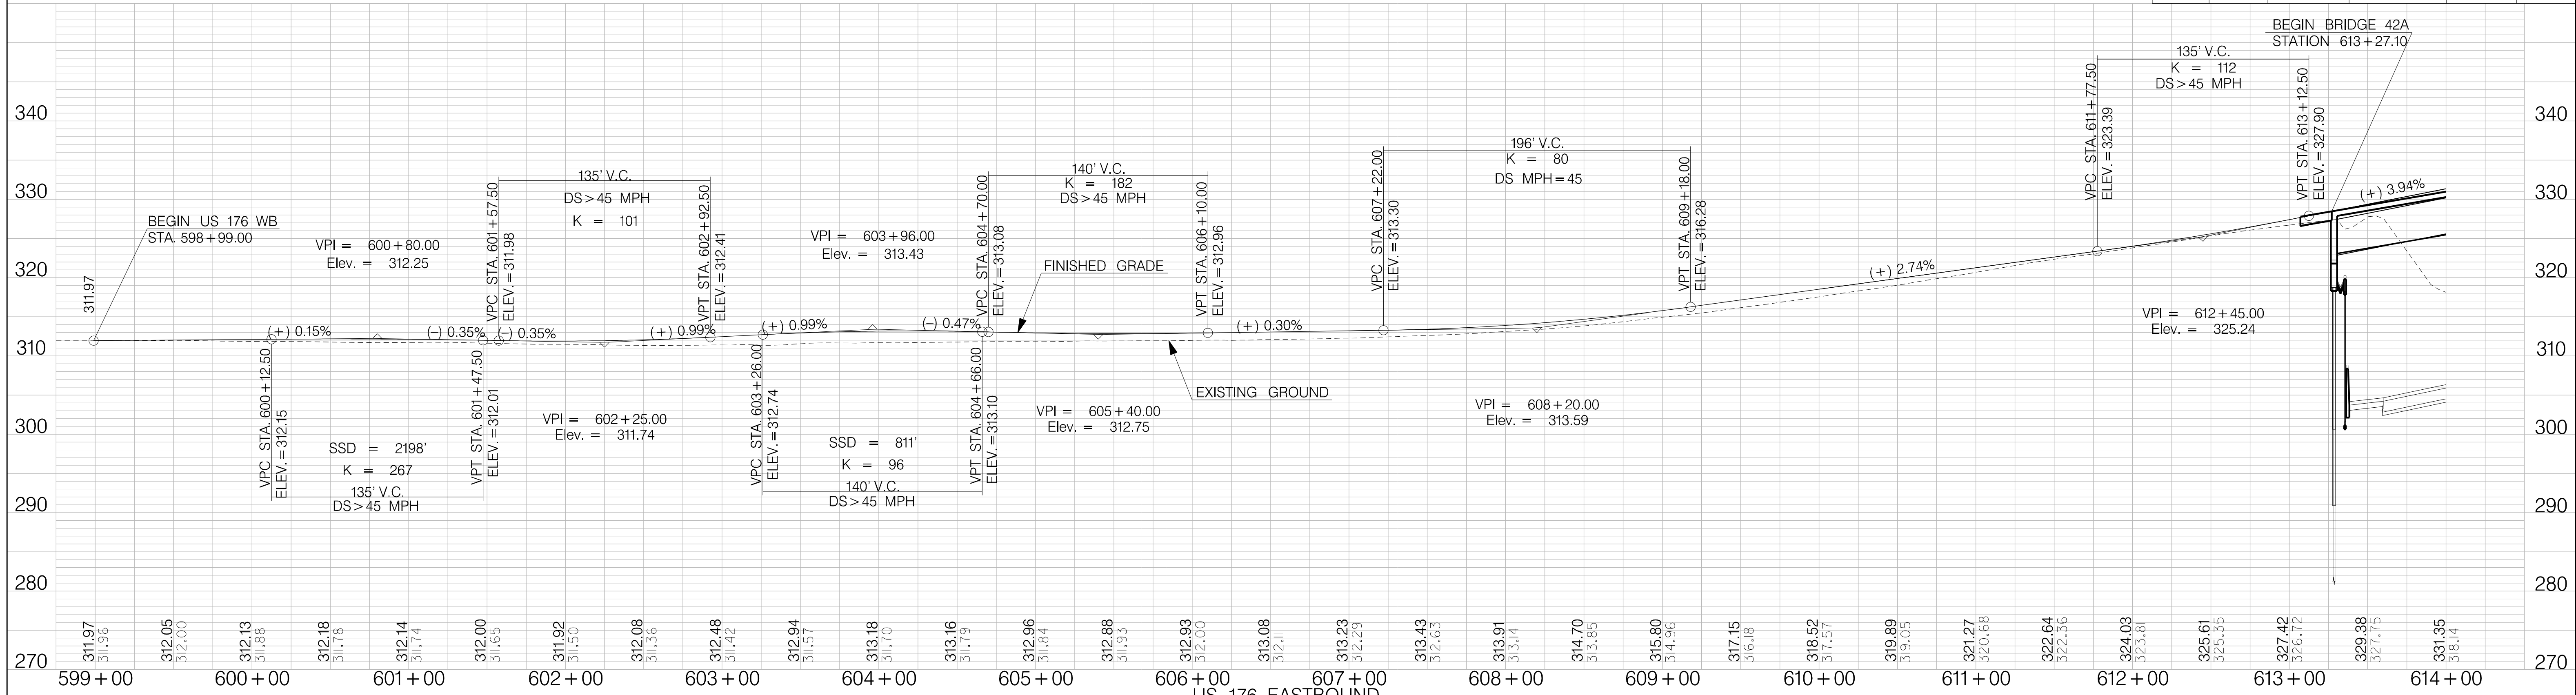 BEGIN BRIDGE 42A
STATION 613+27.10
135' V.C.
K = 112
DS>45 MPH
VPC STA. 611+77.50
ELEV. =323.39
VPT STA. 613+12.50
ELEV. =327.90
340
340
196' V.C.
K = 80
DS MPH=45
VPC STA. 607+22.00
ELEV. =313.30
VPT STA. 609+18.00
ELEV. =316.28
140' V.C.
K = 182
DS>45 MPH
VPC STA. 604+70.00
ELEV. =313.08
VPT STA. 606+10.00
ELEV. =312.96
135' V.C.
DS>45 MPH
K = 101
VPC STA. 601+57.50
ELEV. =311.98
VPT STA. 602+92.50
ELEV. =312.41
330
330
(+) 3.94%
BEGIN US 176 WB
STA. 598+99.00
311.97
VPI = 600+80.00
Elev. = 312.25
VPI = 603+96.00
Elev. = 313.43
FINISHED GRADE
320
320
(+) 2.74%
VPI = 612+45.00
Elev. = 325.24
(+) 0.15%
(-) 0.35%
(-) 0.35%
(+) 0.99%
(+) 0.99%
(-) 0.47%
(+) 0.30%
310
310
VPC STA. 600+12.50
ELEV. =312.15
VPT STA. 601+47.50
ELEV. =312.01
VPC STA. 603+26.00
ELEV. =312.74
VPT STA. 604+66.00
ELEV. =313.10
EXISTING GROUND
VPI = 602+25.00
Elev. = 311.74
VPI = 605+40.00
Elev. = 312.75
VPI = 608+20.00
Elev. = 313.59
300
300
SSD = 2198'
K = 267
135' V.C.
DS>45 MPH
SSD = 811'
K = 96
140' V.C.
DS>45 MPH
290
290
280
280
311.97 312.05 312.13 312.18 312.14 312.00 311.92 312.08 312.48 312.94 313.18 313.16 312.96 312.88 312.93 313.08 313.23 313.43 313.91 314.70 315.80 317.15 318.52 319.89 321.27 322.64 324.03 325.61 327.42 329.38 331.35
311.96 312.00 311.88 311.78 311.74 311.65 311.50 311.36 311.42 311.57 311.70 311.79 311.84 311.93 312.00 312.11 312.29 312.63 313.14 313.85 314.96 316.18 317.57 319.05 320.68 322.36 323.81 325.35 326.72 327.75 318.14
270
270
599+00 600+00 601+00 602+00 603+00 604+00 605+00 606+00 607+00 608+00 609+00 610+00 611+00 612+00 613+00 614+00
US 176 EASTBOUND